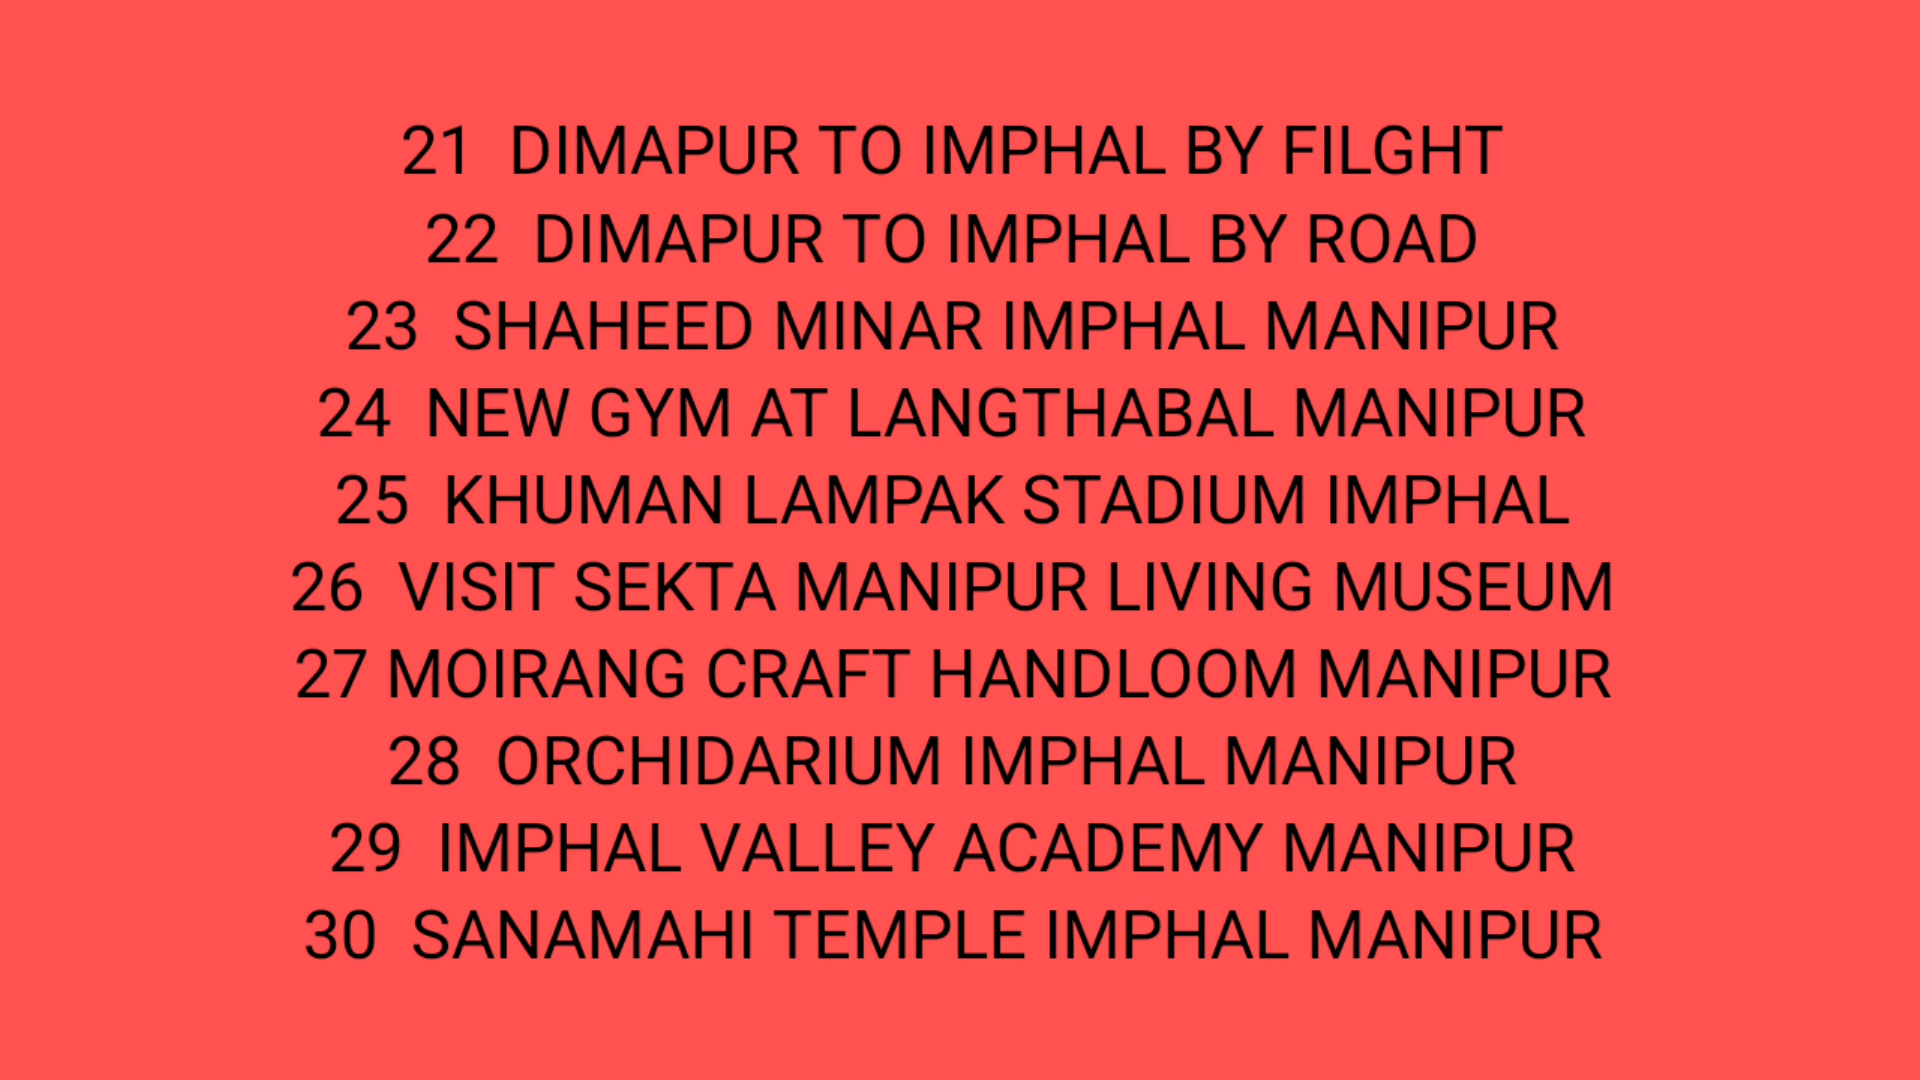 21  DIMAPUR TO IMPHAL BY FILGHT
22  DIMAPUR TO IMPHAL BY ROAD
23  SHAHEED MINAR IMPHAL MANIPUR
24  NEW GYM AT LANGTHABAL MANIPUR
25  KHUMAN LAMPAK STADIUM IMPHAL
26  VISIT SEKTA MANIPUR LIVING MUSEUM
27 MOIRANG CRAFT HANDLOOM MANIPUR
28  ORCHIDARIUM IMPHAL MANIPUR
29  IMPHAL VALLEY ACADEMY MANIPUR
30  SANAMAHI TEMPLE IMPHAL MANIPUR